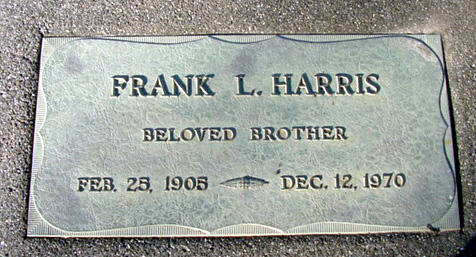 FRANK L. HARRIS
BELOVED BROTHER
FEB. 25, 1905 DEC. 12, 1970